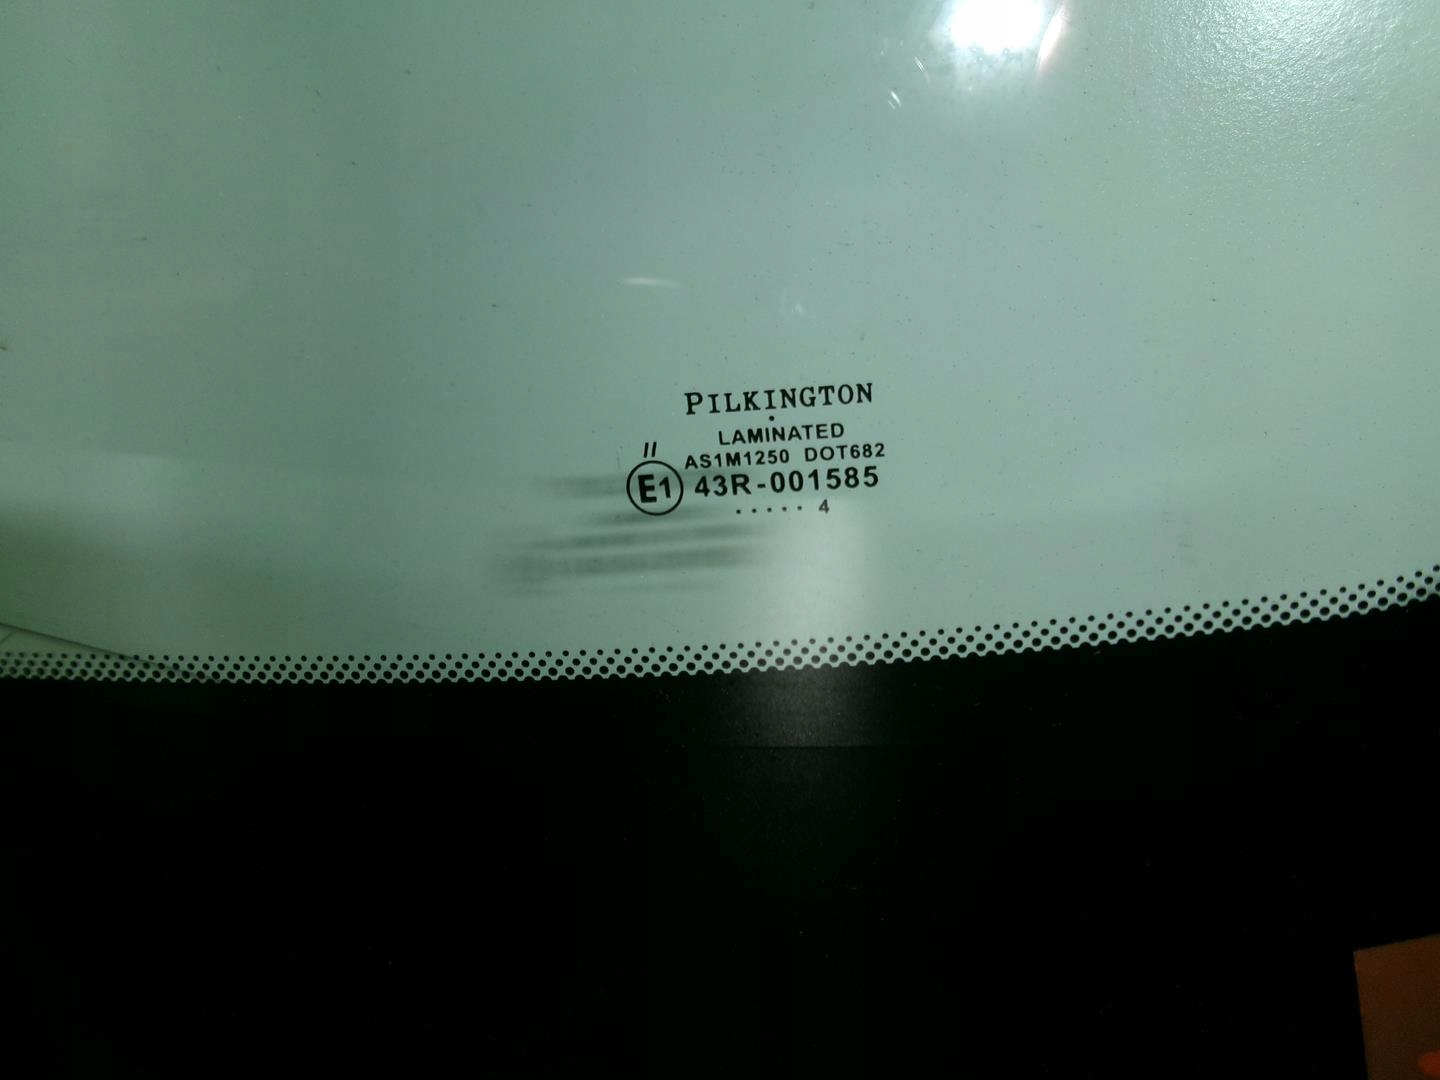 PILKINGTON
.
LAMINATED
II
AS1M1250 DOT682
E1 43R-001585
..... 4